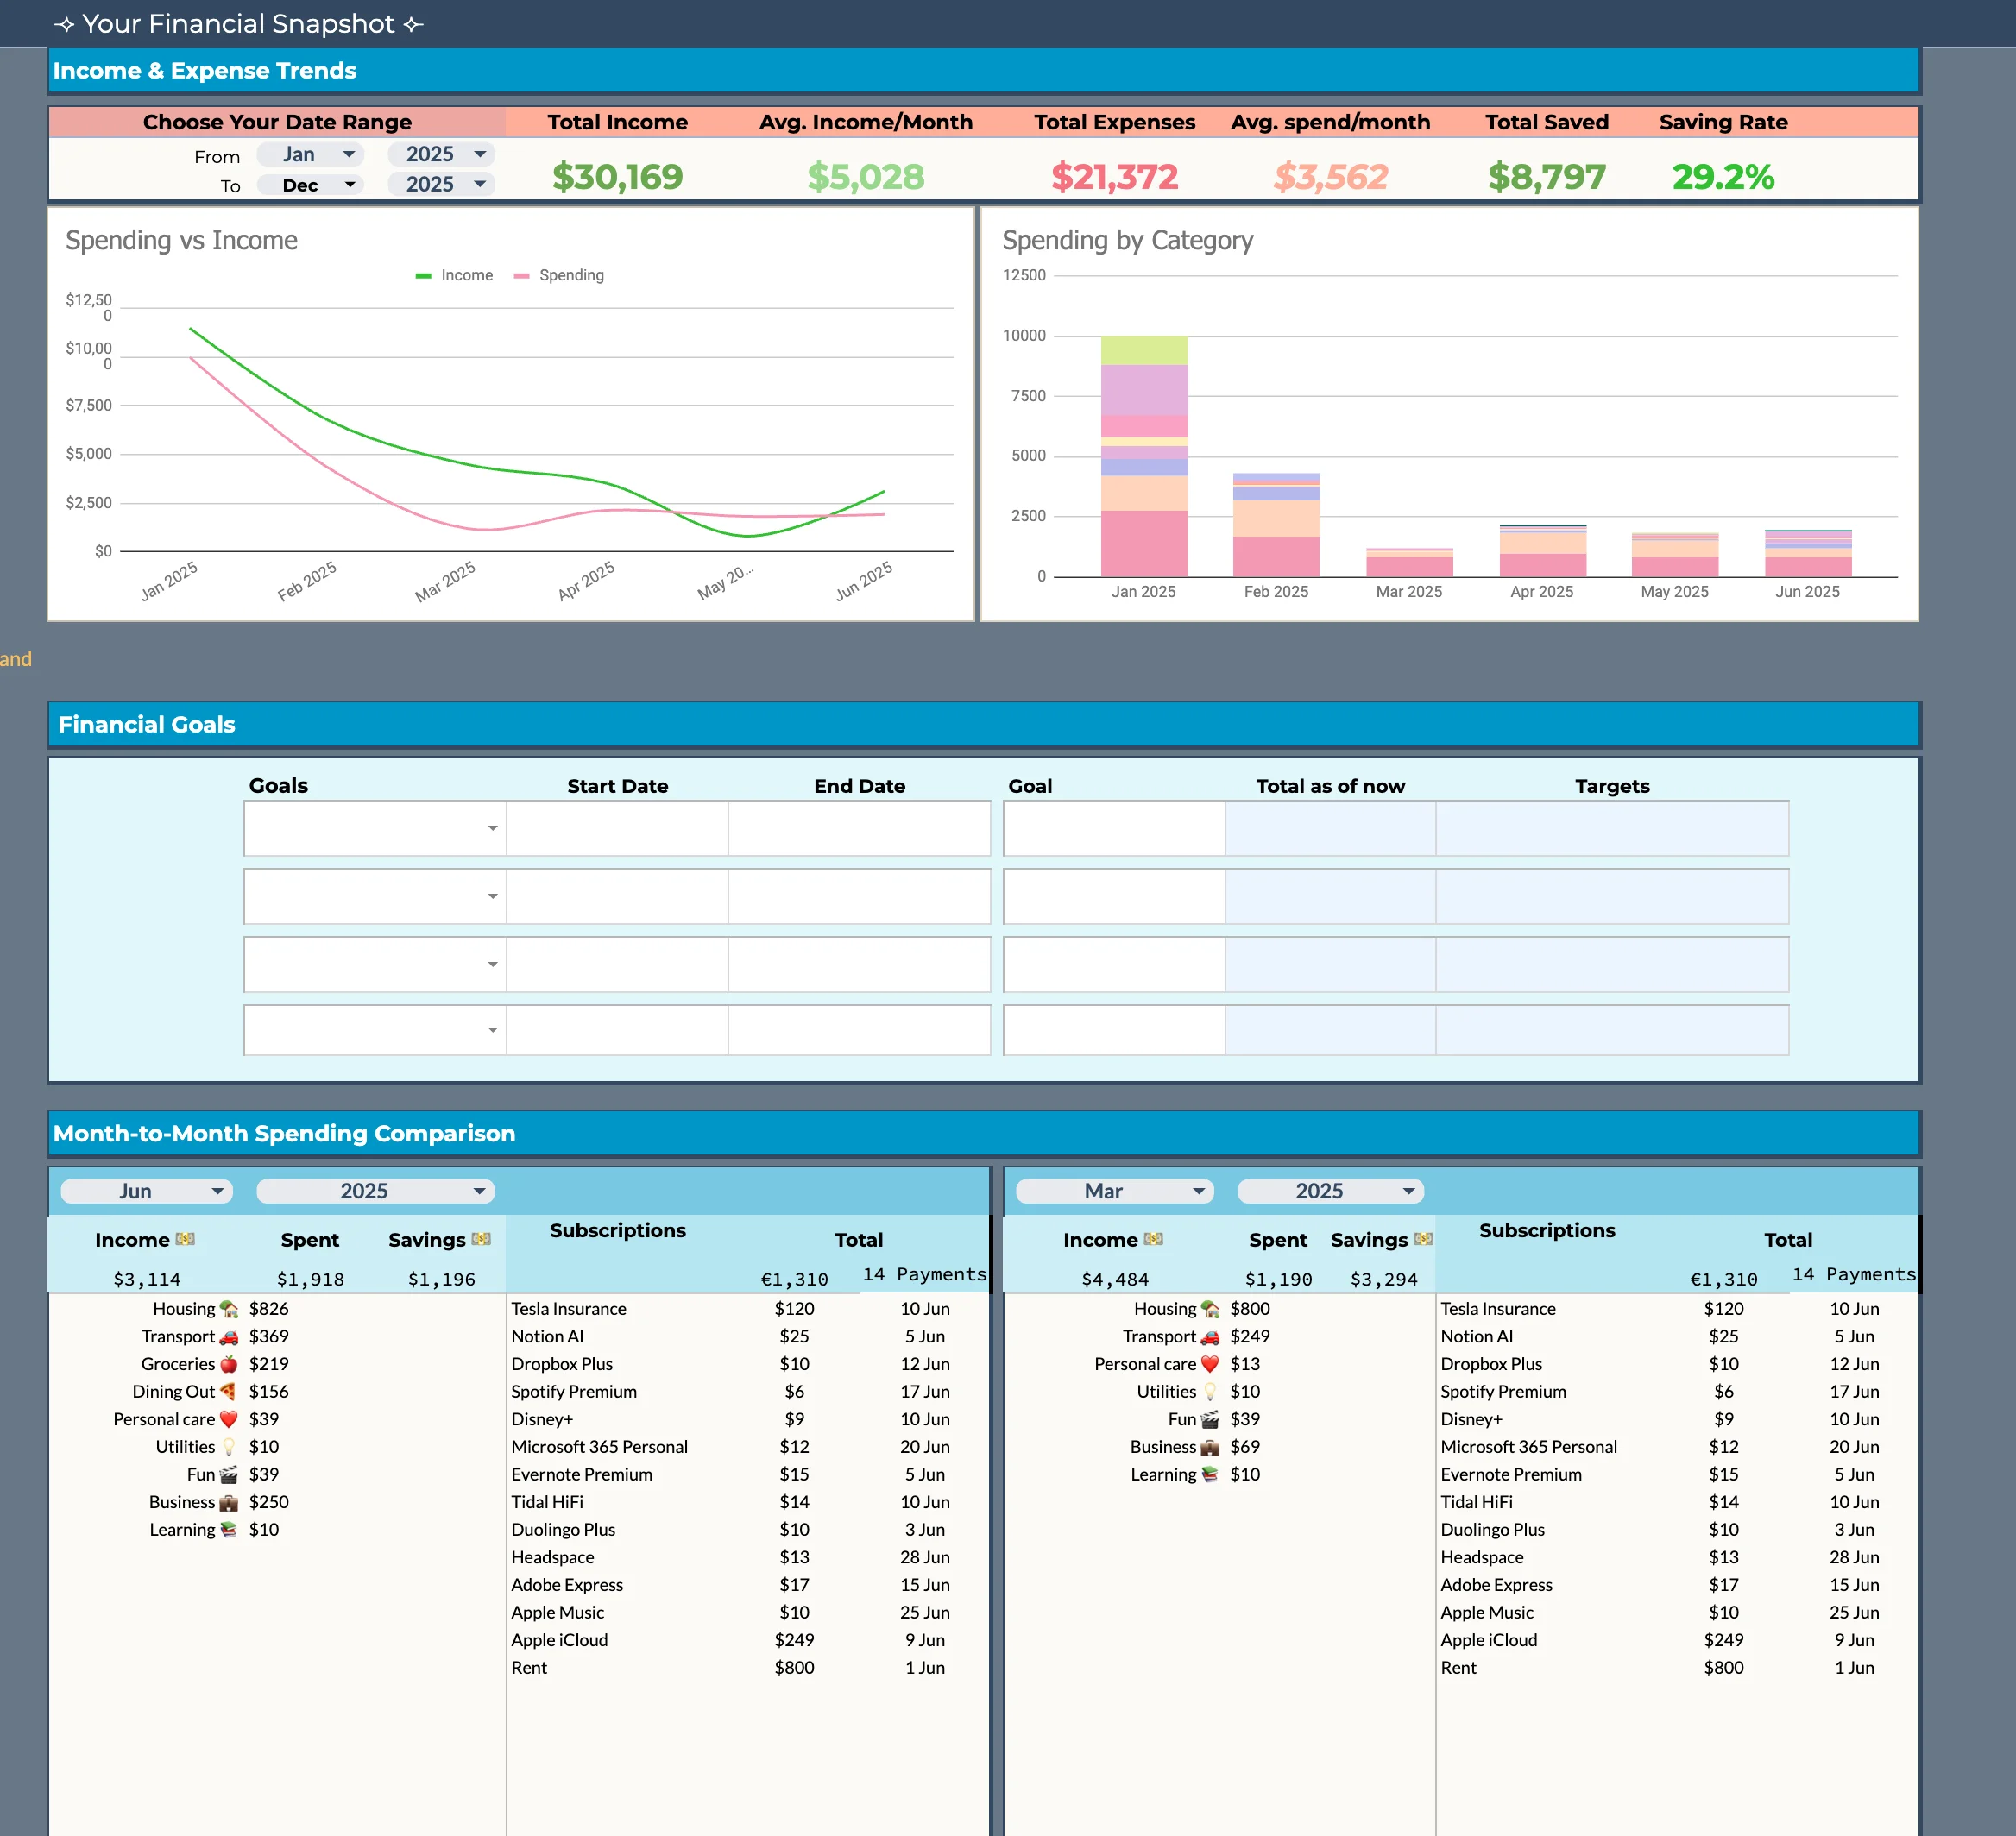 ✧ Your Financial Snapshot ✧
Income & Expense Trends
Choose Your Date Range Total Income Avg. Income/Month Total Expenses Avg. spend/month Total Saved Saving Rate
From Jan 2025
To Dec 2025
$30,169 $5,028 $21,372 $3,562 $8,797 29.2%
Spending vs Income
Income Spending
$12,50
0
$10,00
0
$7,500
$5,000
$2,500
$0
Jan 2025 Feb 2025 Mar 2025 Apr 2025 May 20... Jun 2025
Spending by Category
12500
10000
7500
5000
2500
0
Jan 2025 Feb 2025 Mar 2025 Apr 2025 May 2025 Jun 2025
and
Financial Goals
Goals Start Date End Date Goal Total as of now Targets
Month-to-Month Spending Comparison
Jun 2025
Income 💵 Spent Savings 💵 Subscriptions Total
$3,114 $1,918 $1,196 €1,310 14 Payments
Housing 🏡 $826 Tesla Insurance $120 10 Jun
Transport 🚗 $369 Notion AI $25 5 Jun
Groceries 🍎 $219 Dropbox Plus $10 12 Jun
Dining Out 🍕 $156 Spotify Premium $6 17 Jun
Personal care ❤️ $39 Disney+ $9 10 Jun
Utilities 💡 $10 Microsoft 365 Personal $12 20 Jun
Fun 🎬 $39 Evernote Premium $15 5 Jun
Business 💼 $250 Tidal HiFi $14 10 Jun
Learning 📚 $10 Duolingo Plus $10 3 Jun
Headspace $13 28 Jun
Adobe Express $17 15 Jun
Apple Music $10 25 Jun
Apple iCloud $249 9 Jun
Rent $800 1 Jun
Mar 2025
Income 💵 Spent Savings 💵 Subscriptions Total
$4,484 $1,190 $3,294 €1,310 14 Payments
Housing 🏡 $800 Tesla Insurance $120 10 Jun
Transport 🚗 $249 Notion AI $25 5 Jun
Personal care ❤️ $13 Dropbox Plus $10 12 Jun
Utilities 💡 $10 Spotify Premium $6 17 Jun
Fun 🎬 $39 Disney+ $9 10 Jun
Business 💼 $69 Microsoft 365 Personal $12 20 Jun
Learning 📚 $10 Evernote Premium $15 5 Jun
Tidal HiFi $14 10 Jun
Duolingo Plus $10 3 Jun
Headspace $13 28 Jun
Adobe Express $17 15 Jun
Apple Music $10 25 Jun
Apple iCloud $249 9 Jun
Rent $800 1 Jun